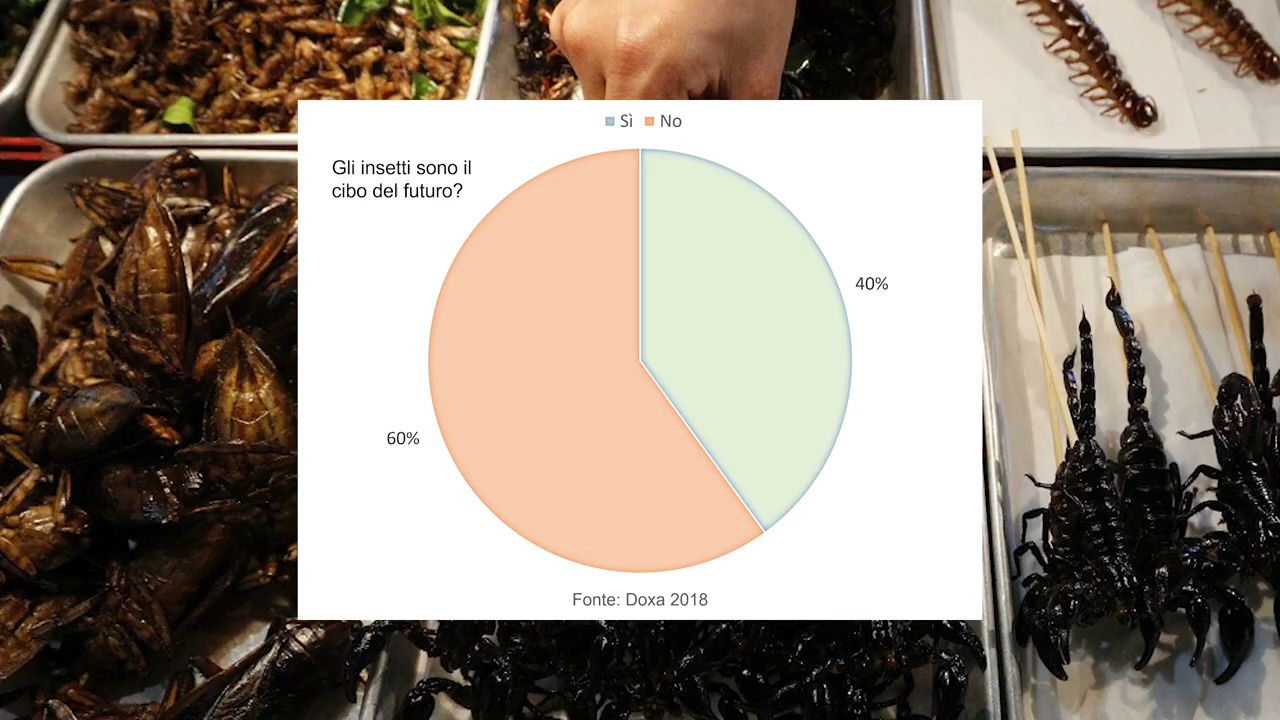 Sì No
Gli insetti sono il
cibo del futuro?
40%
60%
Fonte: Doxa 2018